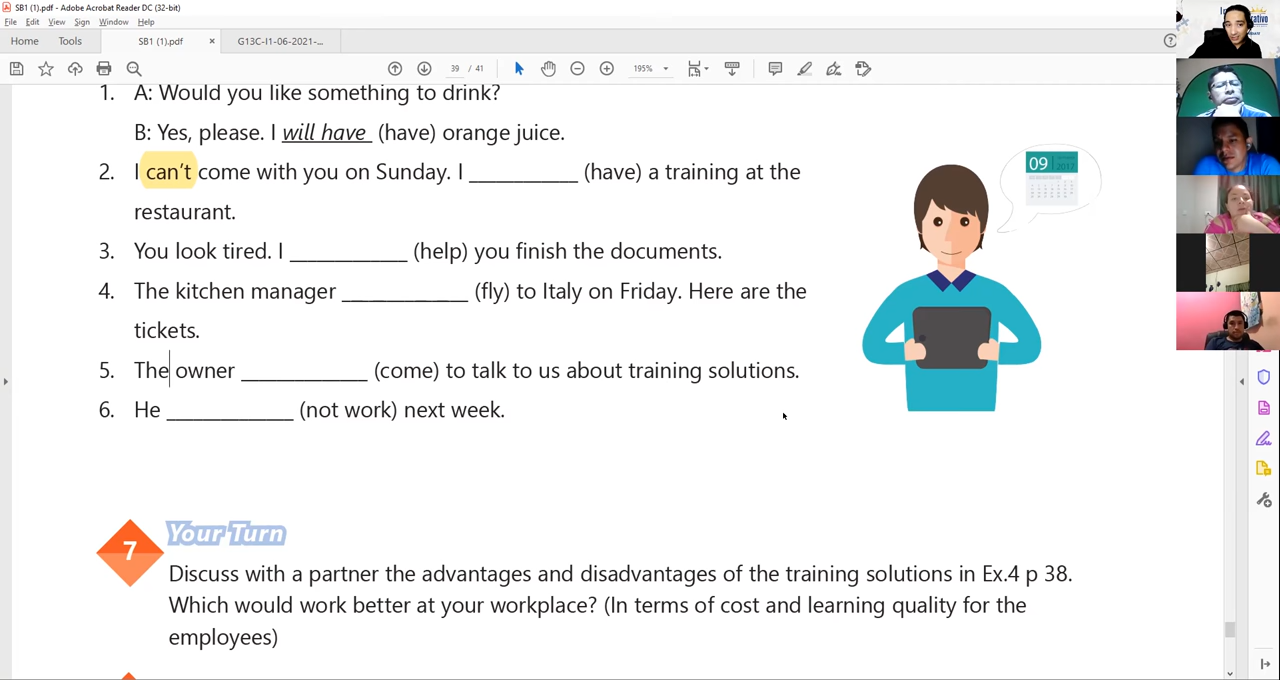 SB1 (1).pdf - Adobe Acrobat Reader DC (32-bit)
File Edit View Sign Window Help
Home Tools SB1 (1).pdf × G13C-I1-06-2021-...
39 / 41 195%
1. A: Would you like something to drink?
B: Yes, please. I will have (have) orange juice.
2. I can't come with you on Sunday. I ___________ (have) a training at the
restaurant.
3. You look tired. I ____________ (help) you finish the documents.
4. The kitchen manager _____________ (fly) to Italy on Friday. Here are the
tickets.
5. The owner _____________ (come) to talk to us about training solutions.
6. He _____________ (not work) next week.
09
2017
7
Your Turn
Discuss with a partner the advantages and disadvantages of the training solutions in Ex.4 p 38.
Which would work better at your workplace? (In terms of cost and learning quality for the
employees)